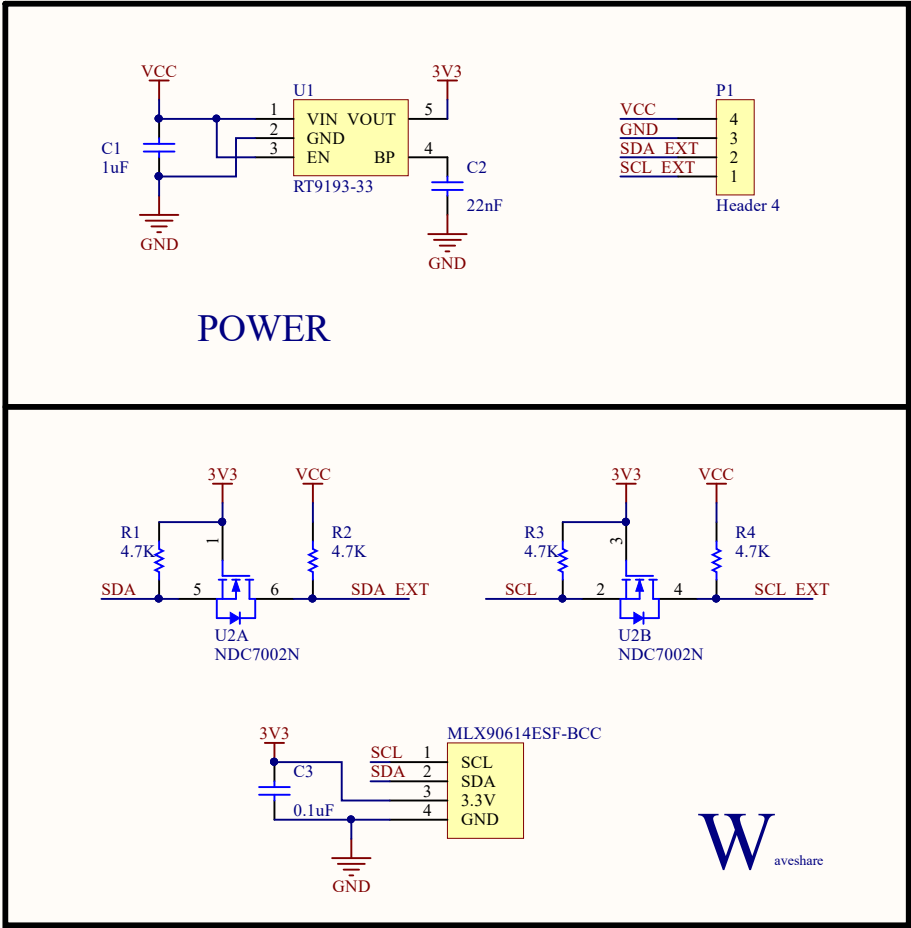 VCC
C1
1uF
GND
U1
1 VIN VOUT 5
2 GND
3 EN BP 4
RT9193-33
3V3
C2
22nF
GND
P1
VCC 4
GND 3
SDA_EXT 2
SCL_EXT 1
Header 4
POWER
3V3
VCC
R1
4.7K
1
R2
4.7K
SDA 5 6 SDA_EXT
U2A
NDC7002N
3V3
VCC
R3
4.7K
3
R4
4.7K
SCL 2 4 SCL_EXT
U2B
NDC7002N
3V3
C3
0.1uF
GND
MLX90614ESF-BCC
SCL 1 SCL
SDA 2 SDA
3 3.3V
4 GND
Waveshare